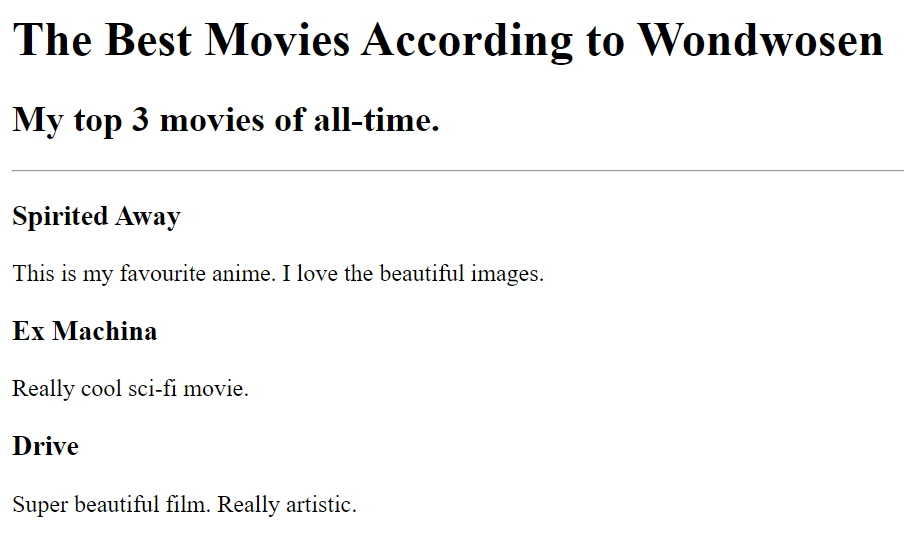 The Best Movies According to Wondwosen
My top 3 movies of all-time.
Spirited Away
This is my favourite anime. I love the beautiful images.
Ex Machina
Really cool sci-fi movie.
Drive
Super beautiful film. Really artistic.